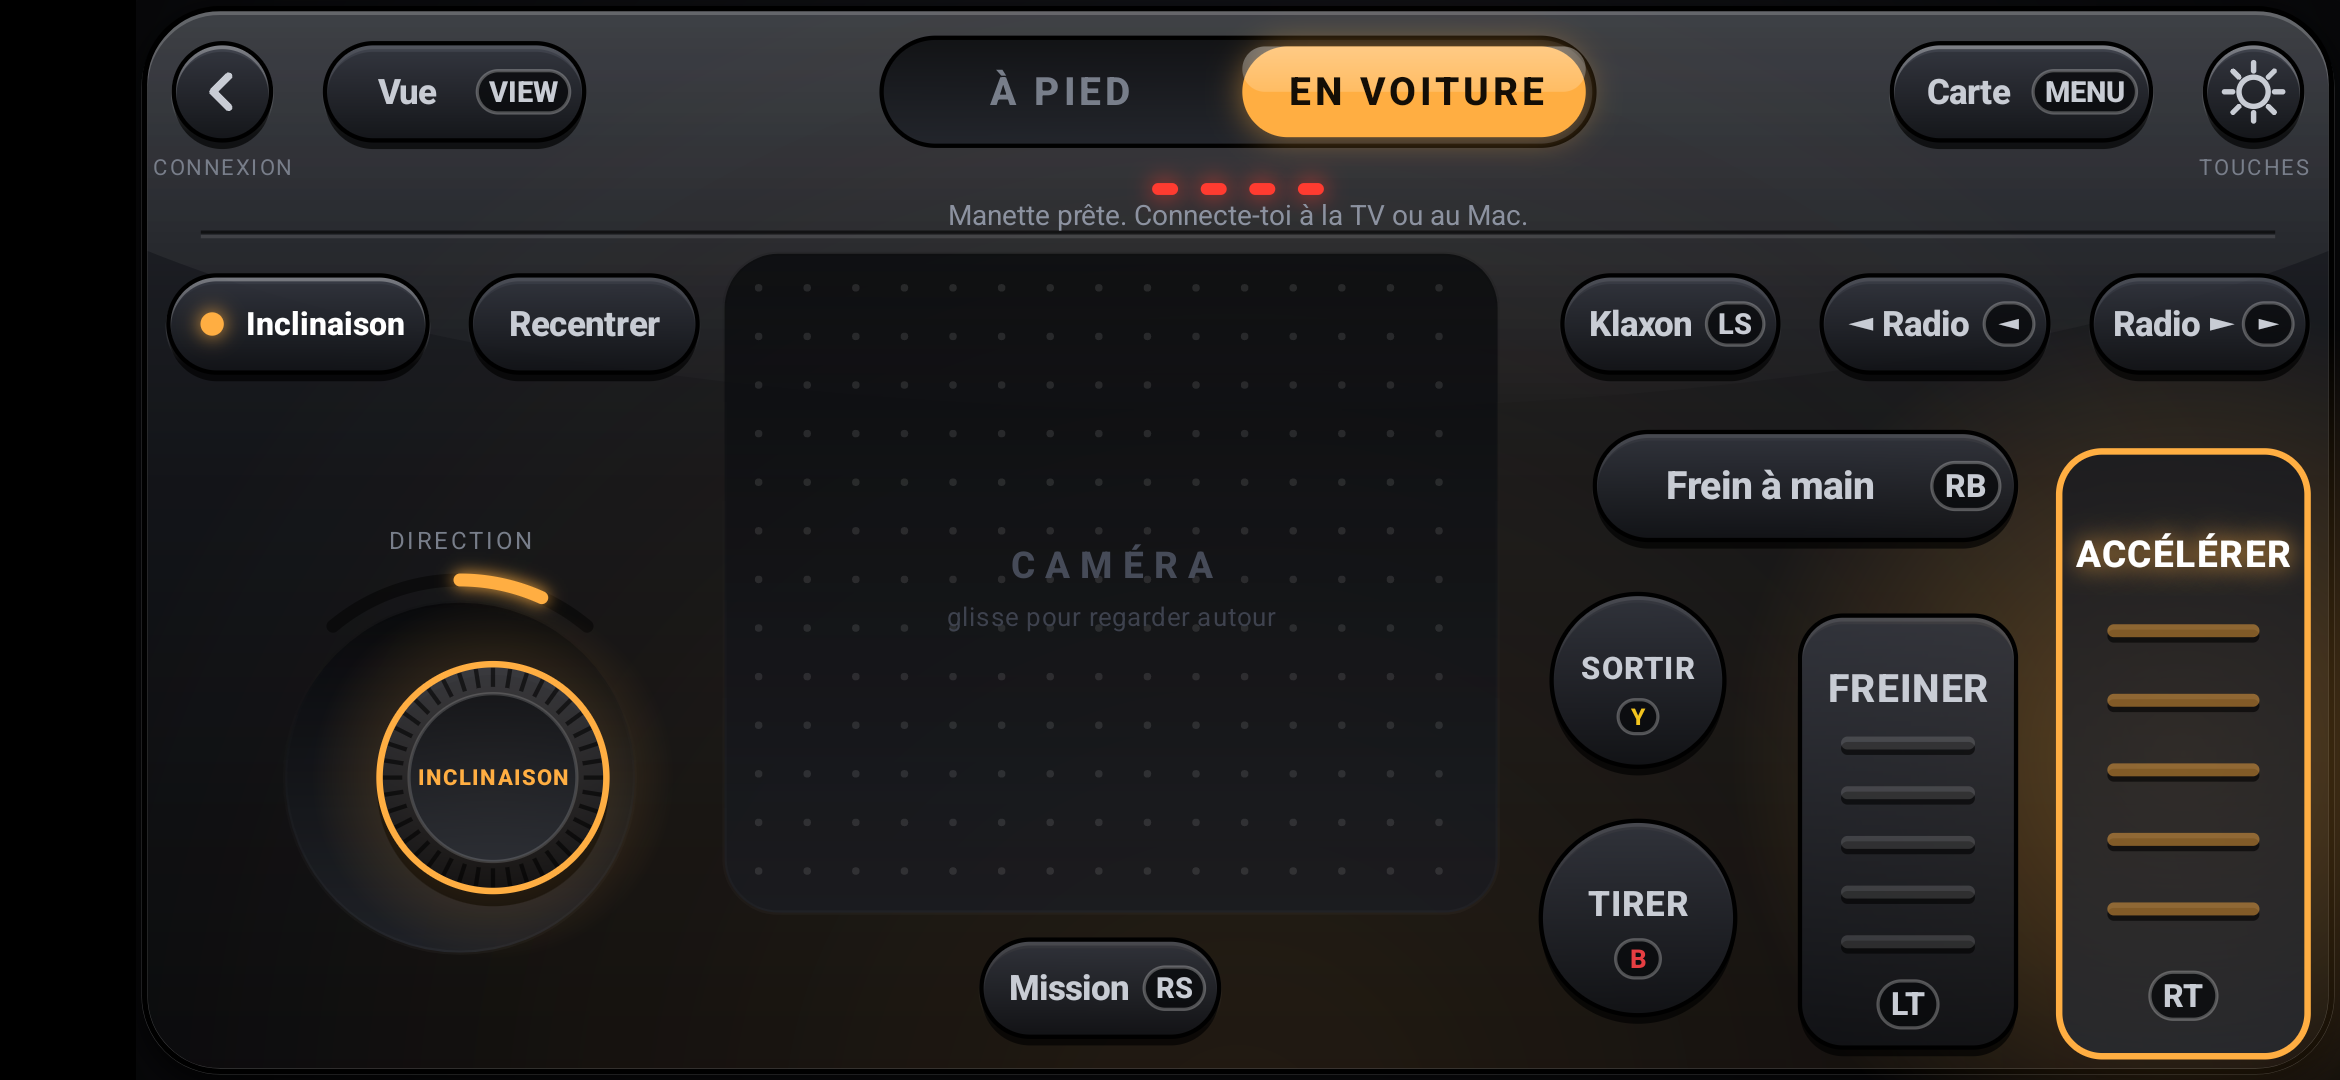 Vue VIEW
À PIED
EN VOITURE
Carte MENU
CONNEXION
TOUCHES
Manette prête. Connecte-toi à la TV ou au Mac.
Inclinaison
Recentrer
Klaxon LS
◄ Radio ◄
Radio ► ►
Frein à main RB
DIRECTION
INCLINAISON
CAMÉRA
glisse pour regarder autour
Mission RS
SORTIR
Y
TIRER
B
FREINER
LT
ACCÉLÉRER
RT